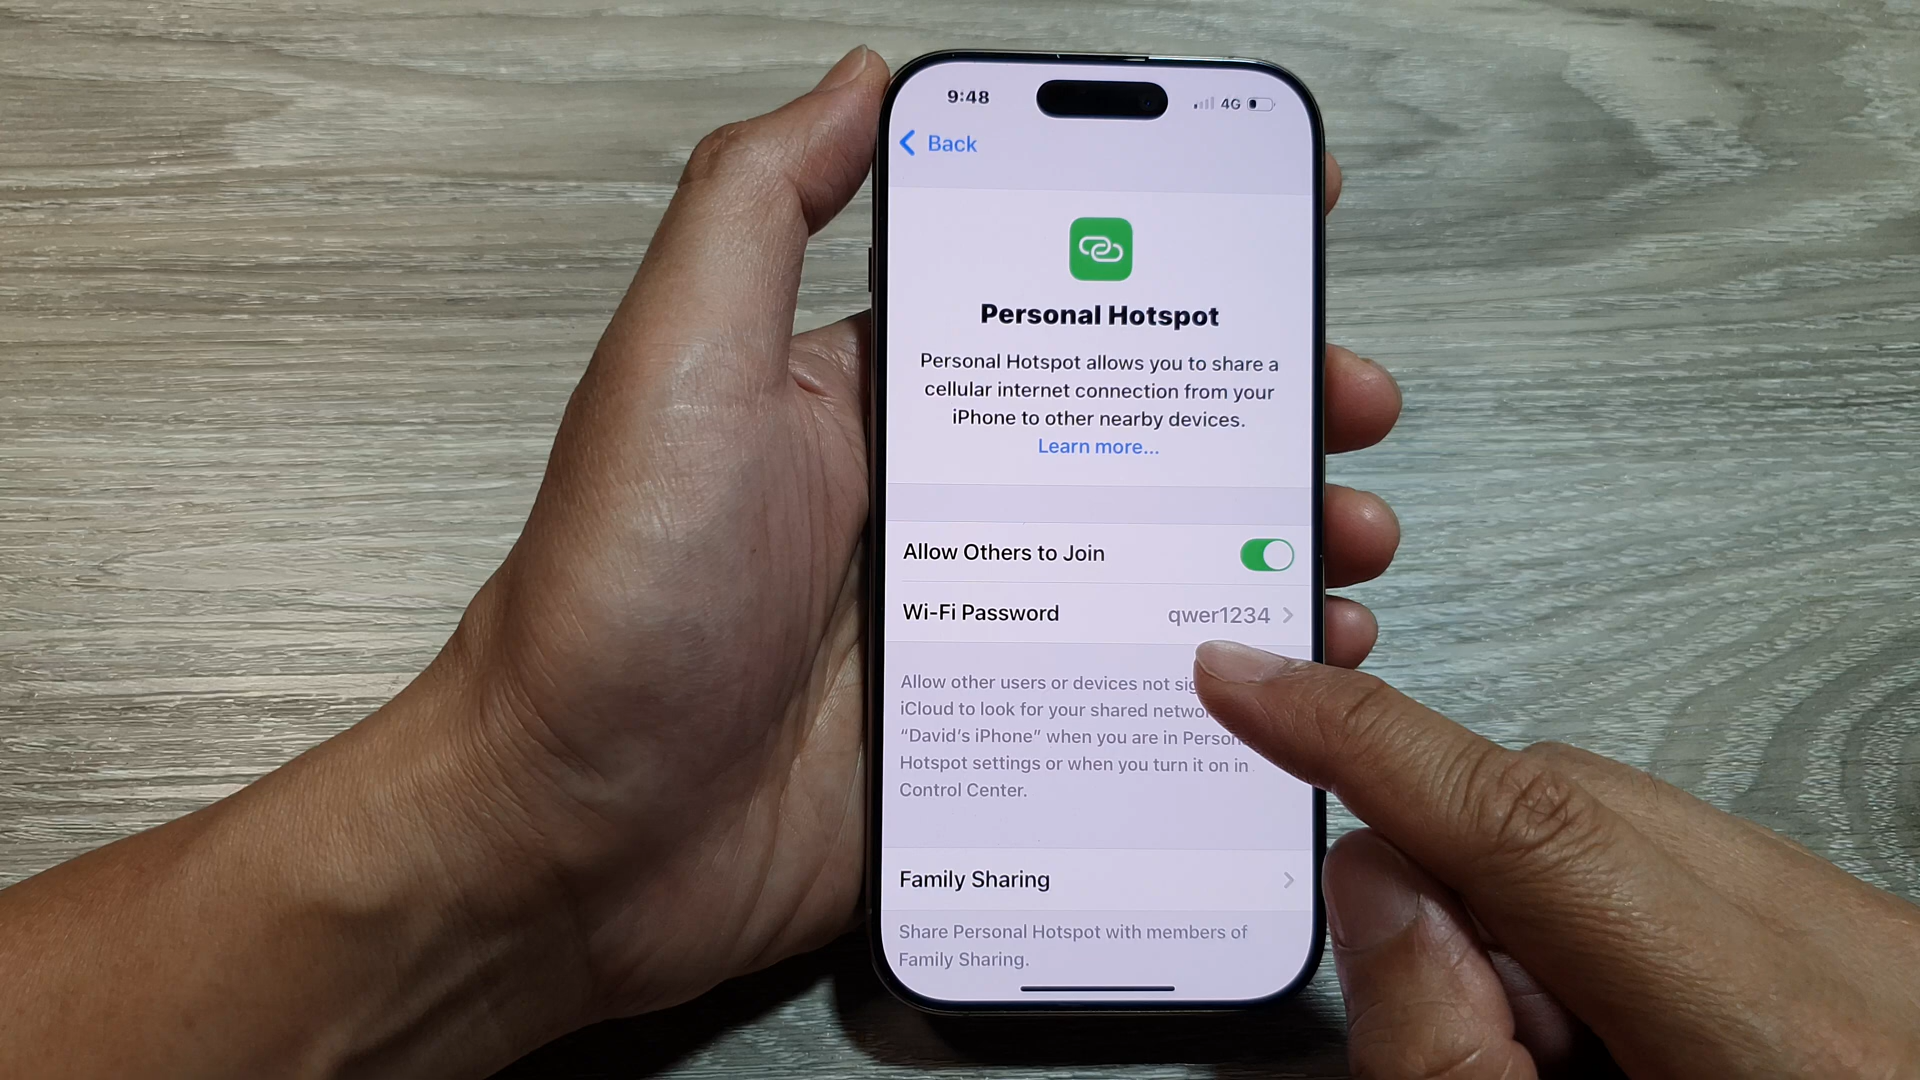 9:48
4G
Back
Personal Hotspot
Personal Hotspot allows you to share a
cellular internet connection from your
iPhone to other nearby devices.
Learn more...
Allow Others to Join
Wi-Fi Password qwer1234
Allow other users or devices not
iCloud to look for your shared
“David’s iPhone” when you are in
Hotspot settings or when you turn it on in
Control Center.
Family Sharing
Share Personal Hotspot with members of
Family Sharing.